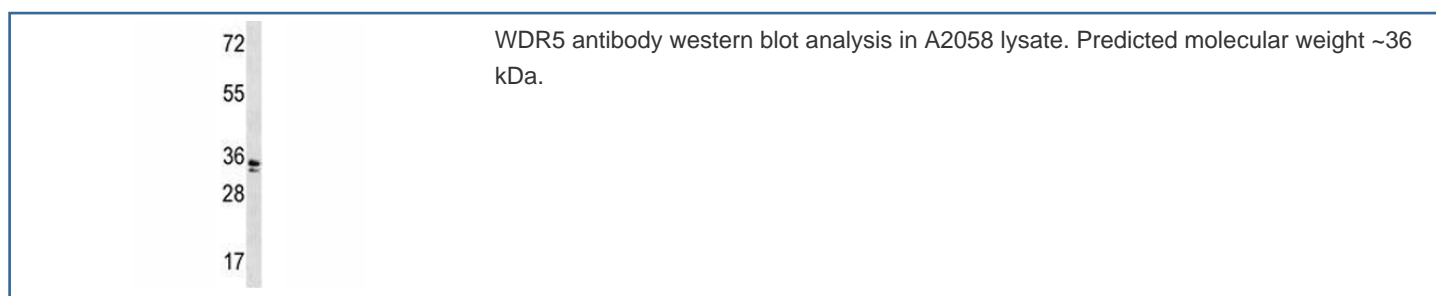 72
55
36
28
17
WDR5 antibody western blot analysis in A2058 lysate. Predicted molecular weight ~36
kDa.